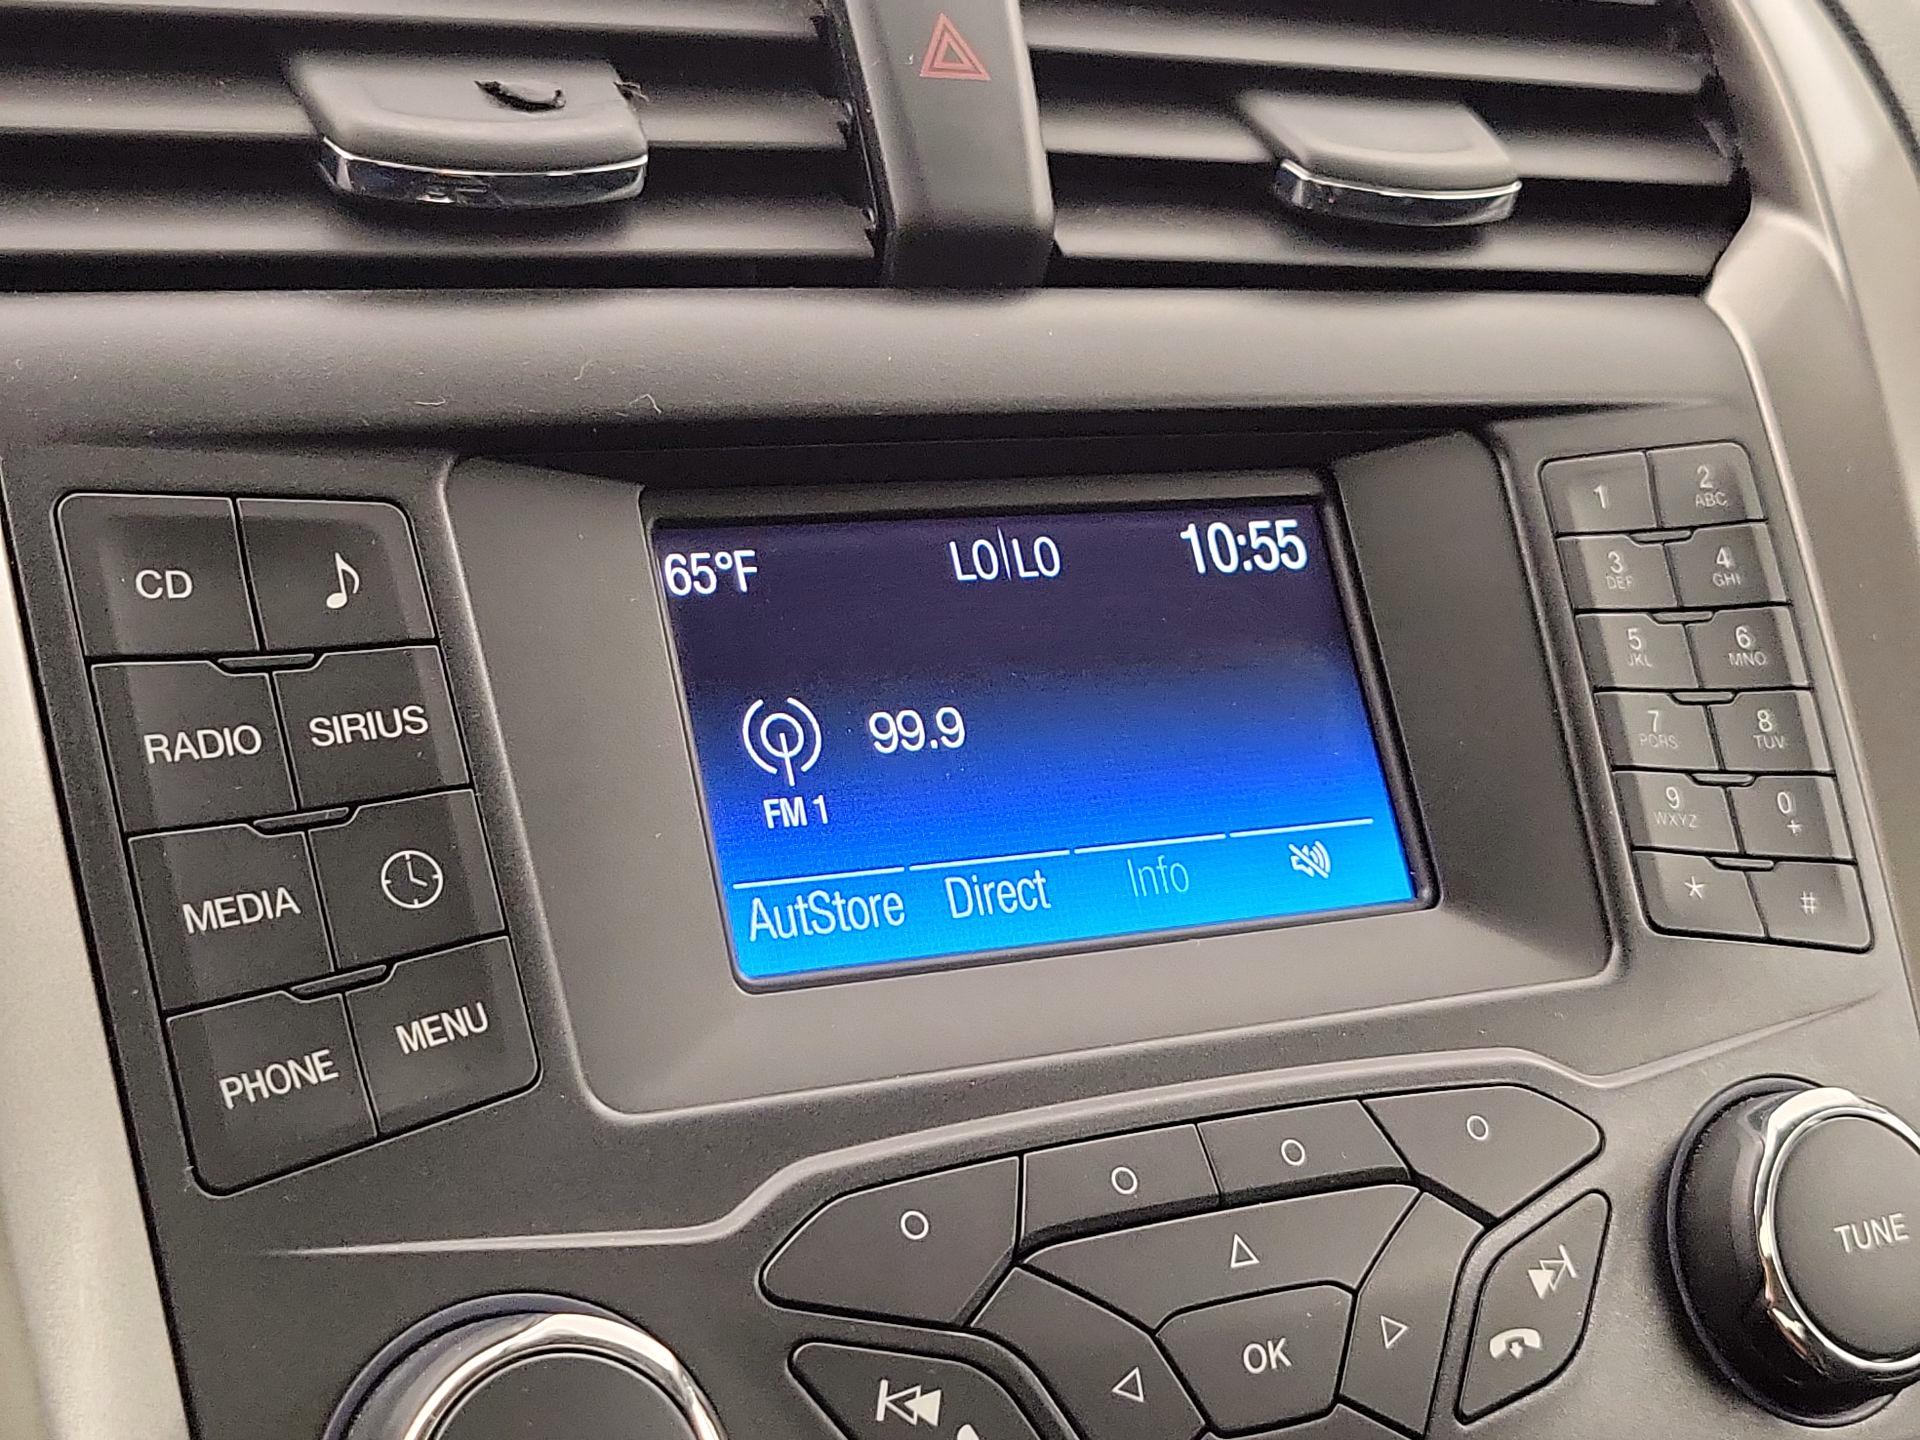 65°F LO|LO 10:55
99.9
FM 1
AutStore Direct Info
CD
RADIO SIRIUS
MEDIA
PHONE MENU
1 2 ABC
3 DEF 4 GHI
5 JKL 6 MNO
7 PQRS 8 TUV
9 WXYZ 0 +
* #
OK
TUNE